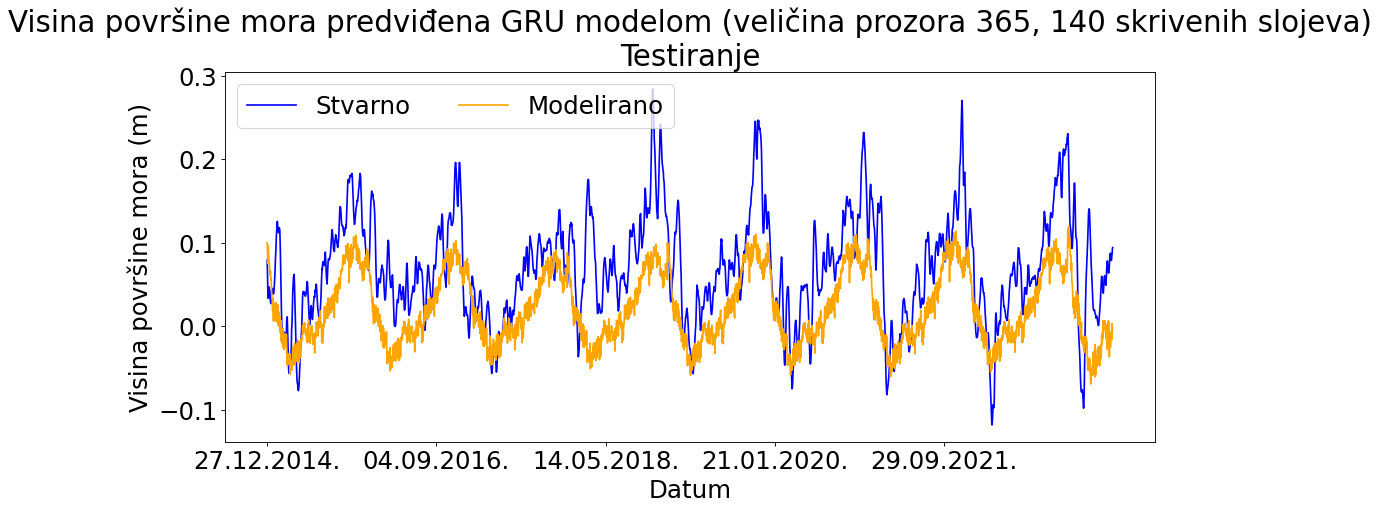 Visina površine mora predviđena GRU modelom (veličina prozora 365, 140 skrivenih slojeva)
Testiranje
Stvarno Modelirano
Visina površine mora (m)
0.3
0.2
0.1
0.0
−0.1
27.12.2014. 04.09.2016. 14.05.2018. 21.01.2020. 29.09.2021.
Datum